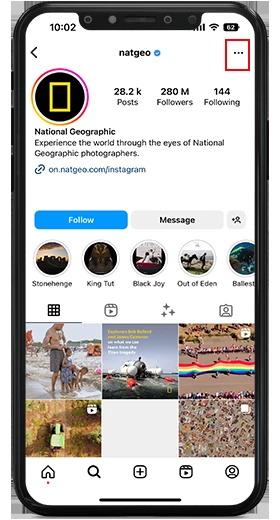 10:02
62
natgeo
28.2 k 280 M 144
Posts Followers Following
National Geographic
Experience the world through the eyes of National
Geographic photographers.
on.natgeo.com/instagram
Follow Message
Stonehenge King Tut Black Joy Out of Eden Ballest
Explorers Bob Ballard
and James Cameron
on what we can
learn from the
Titan tragedy